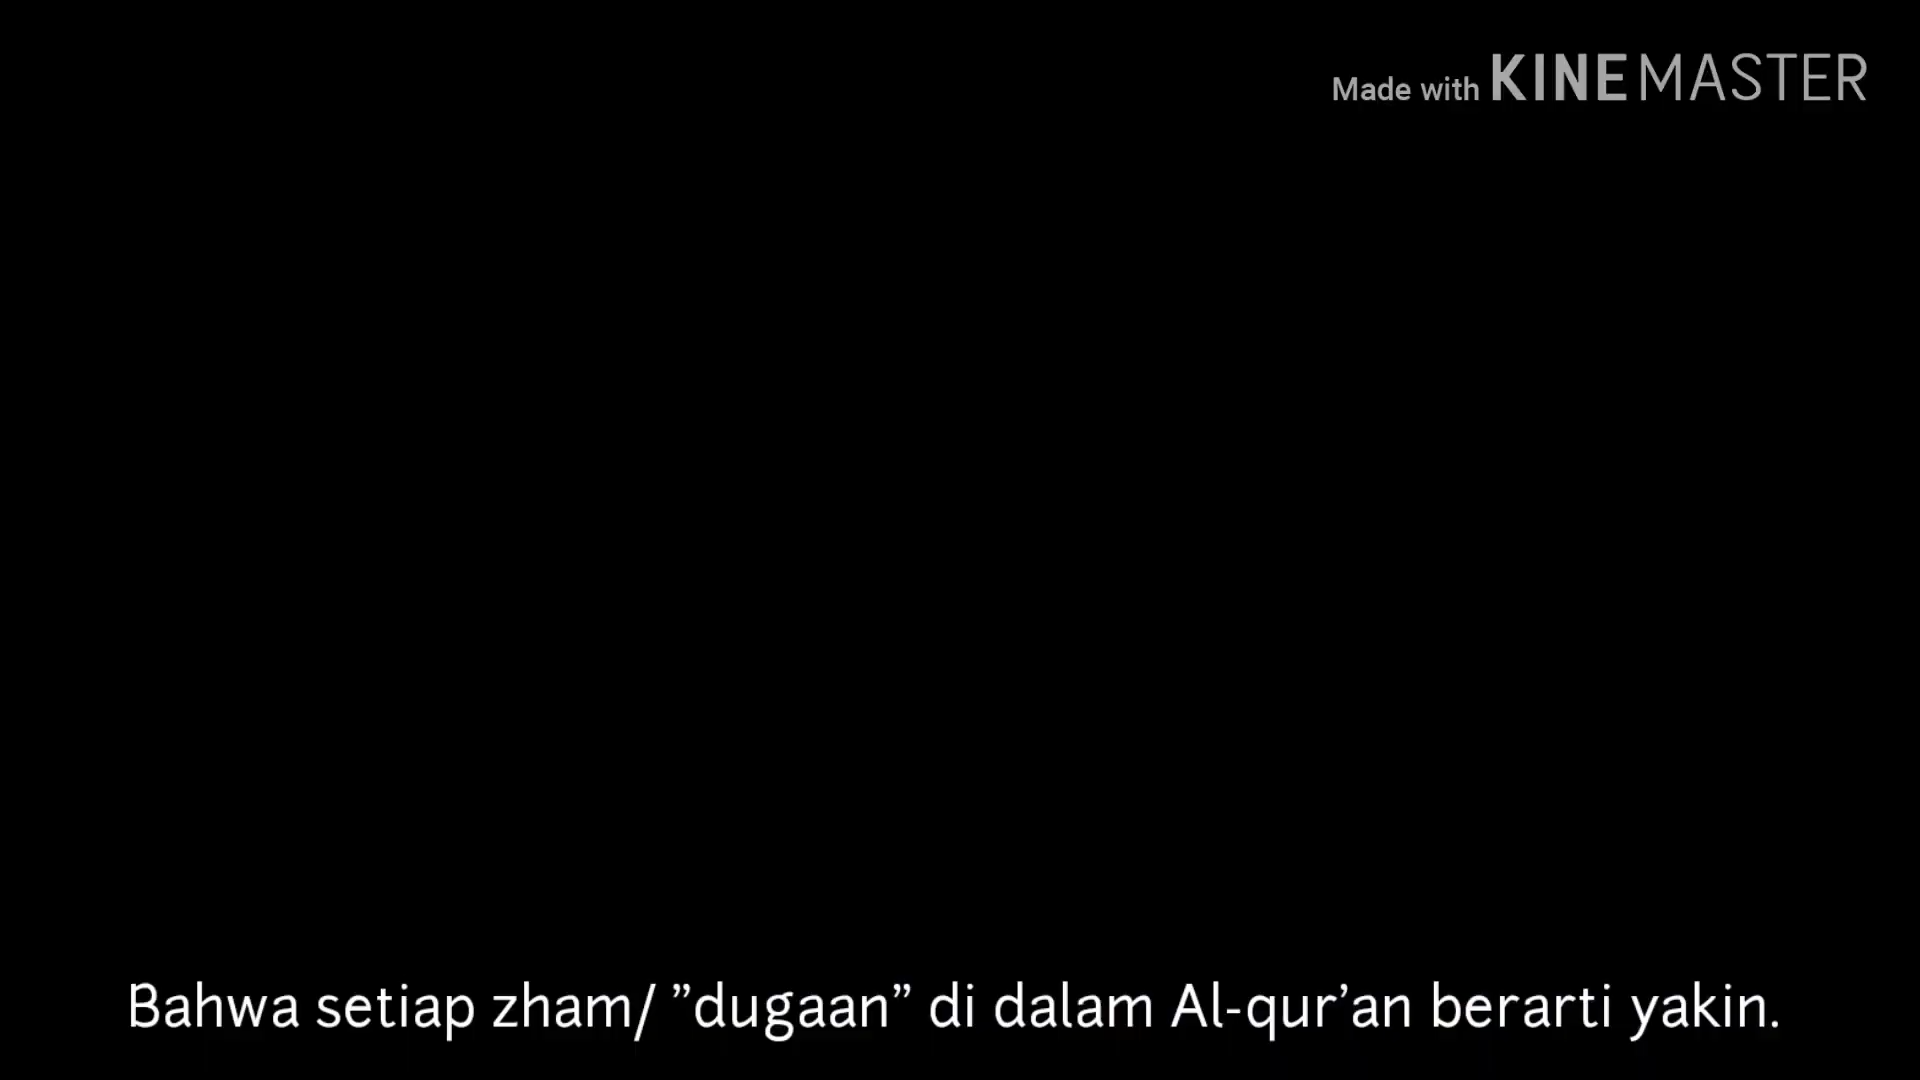 Made with KINEMASTER
Bahwa setiap zham/ ”dugaan” di dalam Al-qur’an berarti yakin.